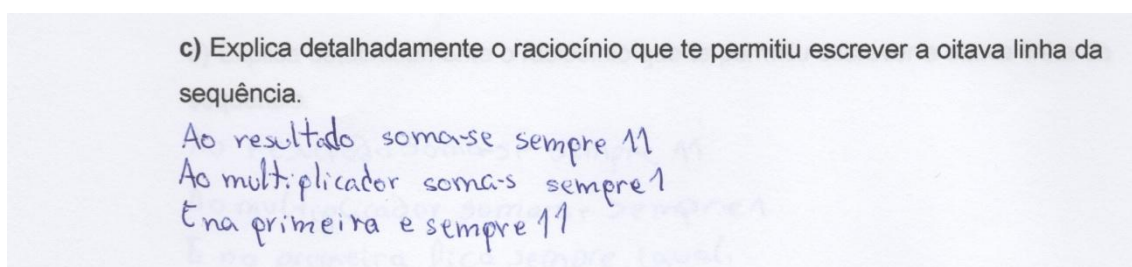 c) Explica detalhadamente o raciocínio que te permitiu escrever a oitava linha da
sequência.
Ao resultado soma-se sempre 11
Ao multiplicador soma-s sempre 1
E na primeira e sempre 11